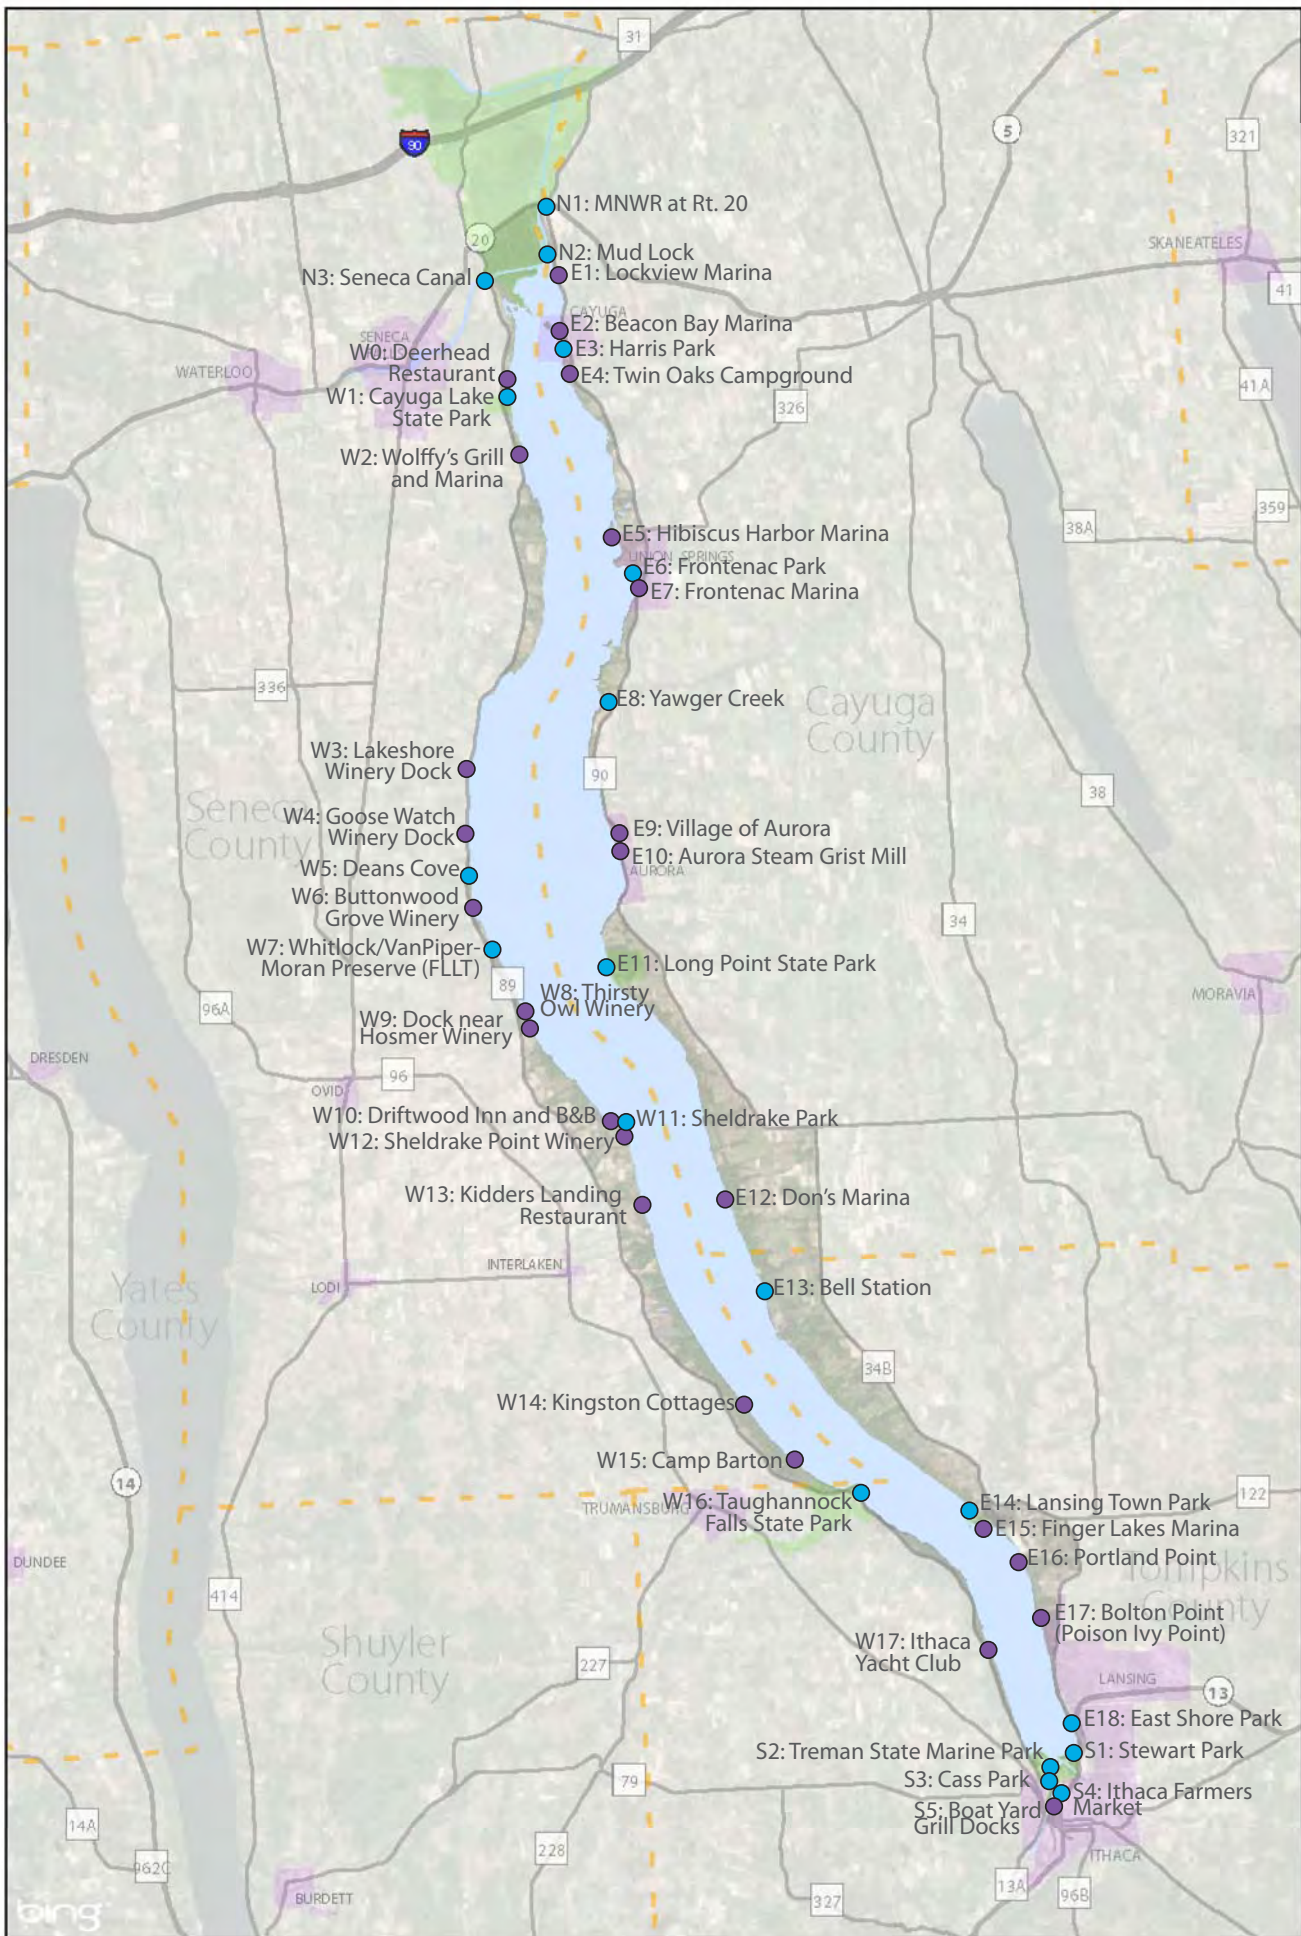 31
90
5
321
N1: MNWR at Rt. 20
20
SKANEATELES
N2: Mud Lock
N3: Seneca Canal
E1: Lockview Marina
41
CAYUGA
E2: Beacon Bay Marina
SENECA
W0: Deerhead
Restaurant
E3: Harris Park
WATERLOO
E4: Twin Oaks Campground
41A
W1: Cayuga Lake
State Park
326
W2: Wolffy's Grill
and Marina
359
38A
E5: Hibiscus Harbor Marina
UNION SPRINGS
E6: Frontenac Park
E7: Frontenac Marina
336
E8: Yawger Creek
Cayuga
County
W3: Lakeshore
Winery Dock
90
38
Seneca
County
W4: Goose Watch
Winery Dock
E9: Village of Aurora
E10: Aurora Steam Grist Mill
W5: Deans Cove
AURORA
W6: Buttonwood
Grove Winery
34
W7: Whitlock/VanPiper-
Moran Preserve (FLLT)
E11: Long Point State Park
89
W8: Thirsty
Owl Winery
MORAVIA
96A
W9: Dock near
Hosmer Winery
DRESDEN
96
OVID
W10: Driftwood Inn and B&B
W11: Sheldrake Park
W12: Sheldrake Point Winery
W13: Kidders Landing
Restaurant
E12: Don's Marina
INTERLAKEN
LODI
E13: Bell Station
Yates
County
34B
W14: Kingston Cottages
W15: Camp Barton
14
122
TRUMANSBURG
W16: Taughannock
Falls State Park
E14: Lansing Town Park
E15: Finger Lakes Marina
E16: Portland Point
DUNDEE
Tompkins
County
414
E17: Bolton Point
(Poison Ivy Point)
W17: Ithaca
Yacht Club
Shuyler
County
227
LANSING
13
E18: East Shore Park
S2: Treman State Marine Park
S1: Stewart Park
79
S3: Cass Park
S4: Ithaca Farmers
Market
S5: Boat Yard
Grill Docks
14A
228
ITHACA
962C
13A
96B
BURDETT
327
bing